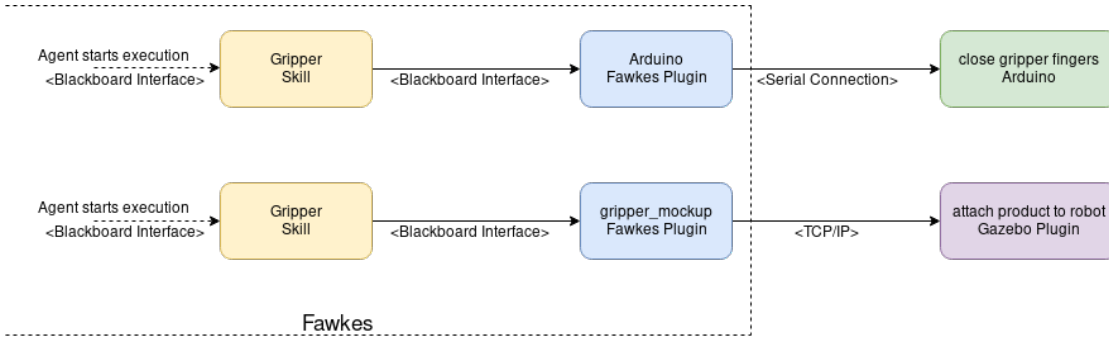 Agent starts execution
<Blackboard Interface>
Gripper
Skill
<Blackboard Interface>
Arduino
Fawkes Plugin
<Serial Connection>
close gripper fingers
Arduino
Agent starts execution
<Blackboard Interface>
Gripper
Skill
<Blackboard Interface>
gripper_mockup
Fawkes Plugin
<TCP/IP>
attach product to robot
Gazebo Plugin
Fawkes